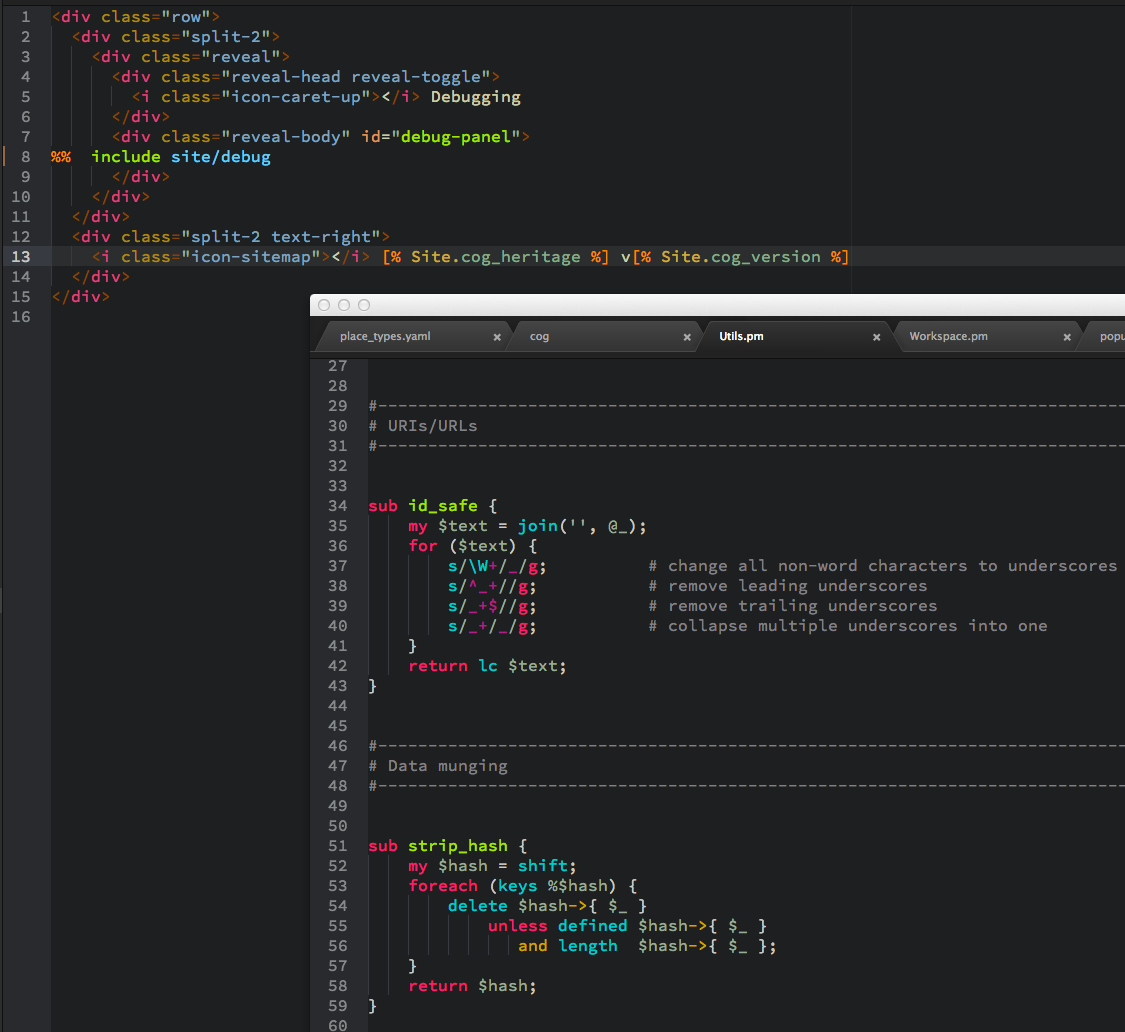 1 <div class="row">
2   <div class="split-2">
3     <div class="reveal">
4       <div class="reveal-head reveal-toggle">
5         <i class="icon-caret-up"></i> Debugging
6       </div>
7       <div class="reveal-body" id="debug-panel">
8 %%  include site/debug
9       </div>
10     </div>
11   </div>
12   <div class="split-2 text-right">
13     <i class="icon-sitemap"></i> [% Site.cog_heritage %] v[% Site.cog_version %]
14   </div>
15 </div>
16
place_types.yaml × cog × Utils.pm × Workspace.pm × popu
27
28
29 #---------------------------------------------------------------------------
30 # URIs/URLs
31 #---------------------------------------------------------------------------
32
33
34 sub id_safe {
35     my $text = join('', @_);
36     for ($text) {
37         s/\W+/_/g;          # change all non-word characters to underscores
38         s/^_+//g;           # remove leading underscores
39         s/_+$//g;           # remove trailing underscores
40         s/_+/_/g;           # collapse multiple underscores into one
41     }
42     return lc $text;
43 }
44
45
46 #---------------------------------------------------------------------------
47 # Data munging
48 #---------------------------------------------------------------------------
49
50
51 sub strip_hash {
52     my $hash = shift;
53     foreach (keys %$hash) {
54         delete $hash->{ $_ }
55             unless defined $hash->{ $_ }
56                and length  $hash->{ $_ };
57     }
58     return $hash;
59 }
60